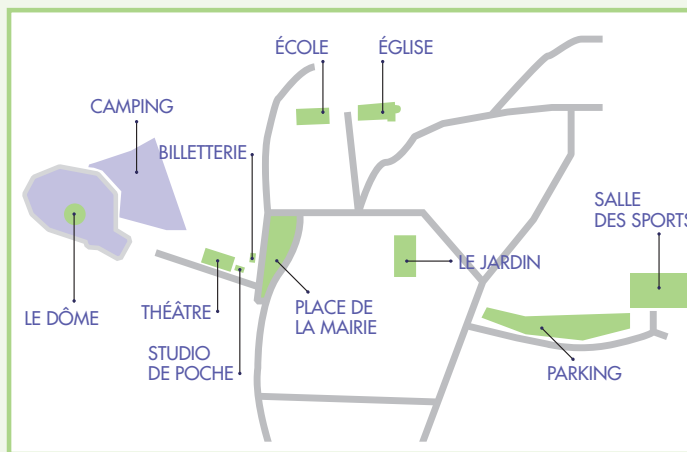 ÉCOLE
ÉGLISE
CAMPING
BILLETTERIE
SALLE
DES SPORTS
LE JARDIN
LE DÔME
THÉÂTRE
PLACE DE
LA MAIRIE
STUDIO
DE POCHE
PARKING